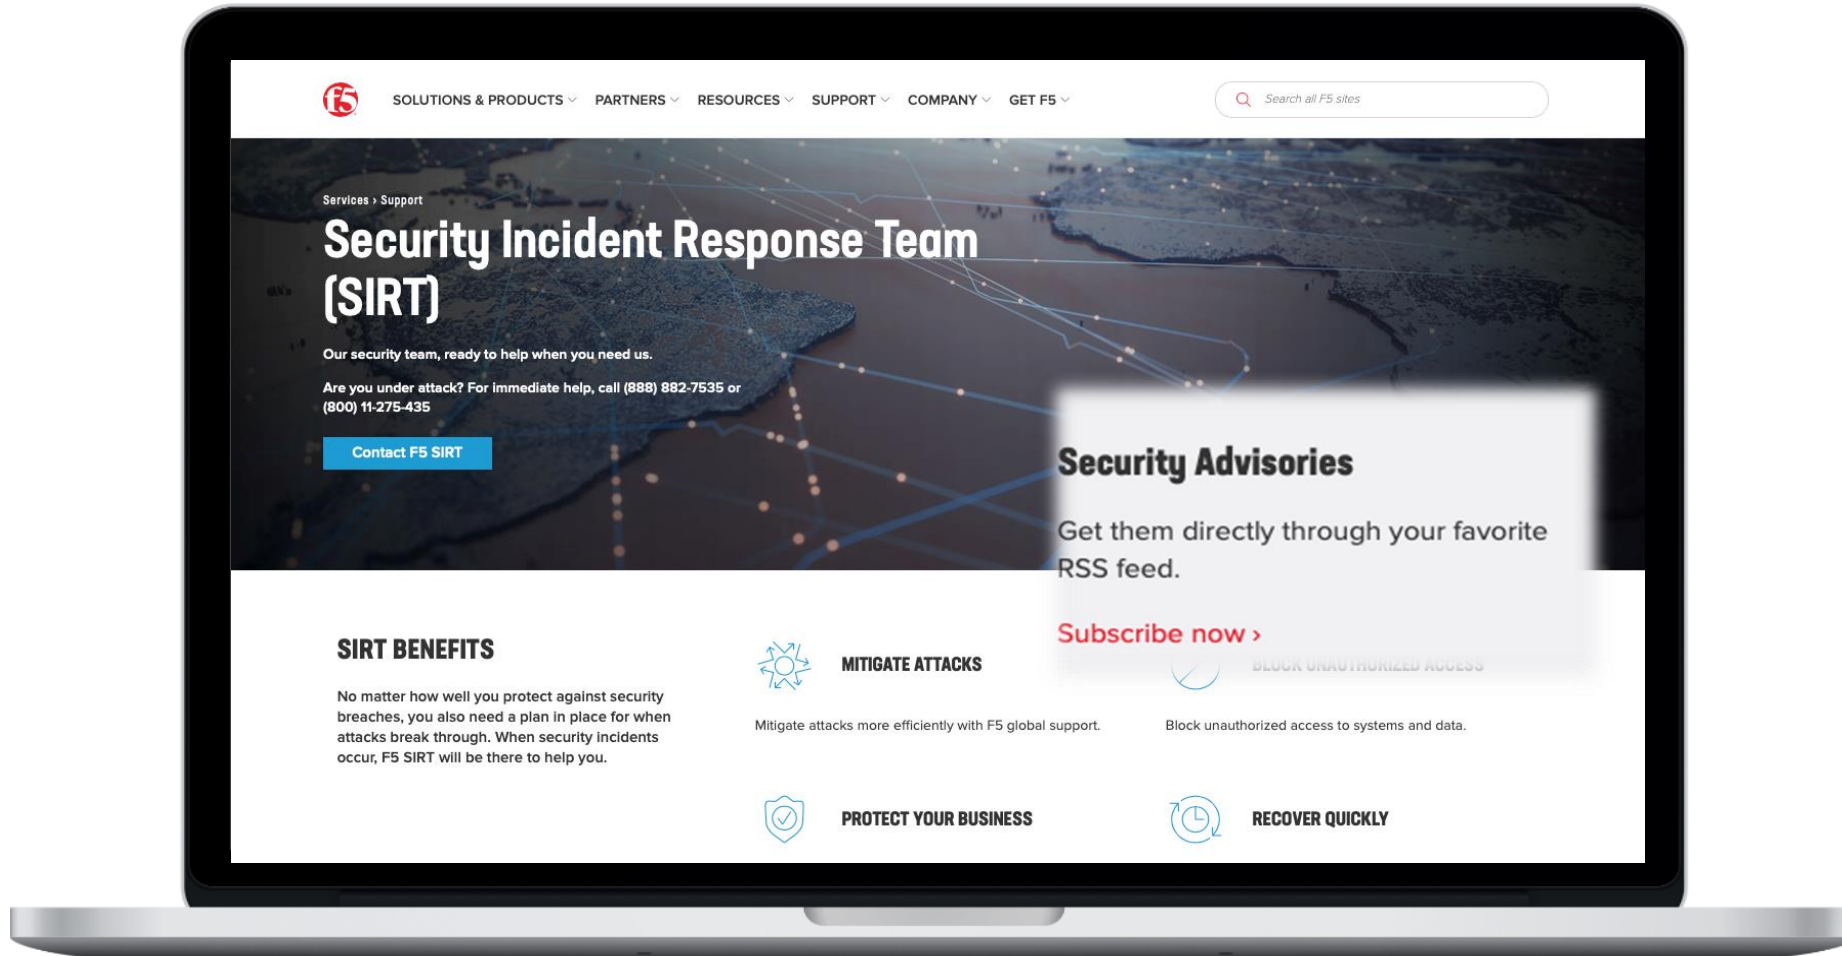 f5
SOLUTIONS & PRODUCTS
PARTNERS
RESOURCES
SUPPORT
COMPANY
GET F5
Search all F5 sites
Services › Support
Security Incident Response Team
(SIRT)
Our security team, ready to help when you need us.
Are you under attack? For immediate help, call (888) 882-7535 or
(800) 11-275-435
Contact F5 SIRT
Security Advisories
Get them directly through your favorite
RSS feed.
Subscribe now ›
SIRT BENEFITS
No matter how well you protect against security
breaches, you also need a plan in place for when
attacks break through. When security incidents
occur, F5 SIRT will be there to help you.
MITIGATE ATTACKS
Mitigate attacks more efficiently with F5 global support.
BLOCK UNAUTHORIZED ACCESS
Block unauthorized access to systems and data.
PROTECT YOUR BUSINESS
RECOVER QUICKLY